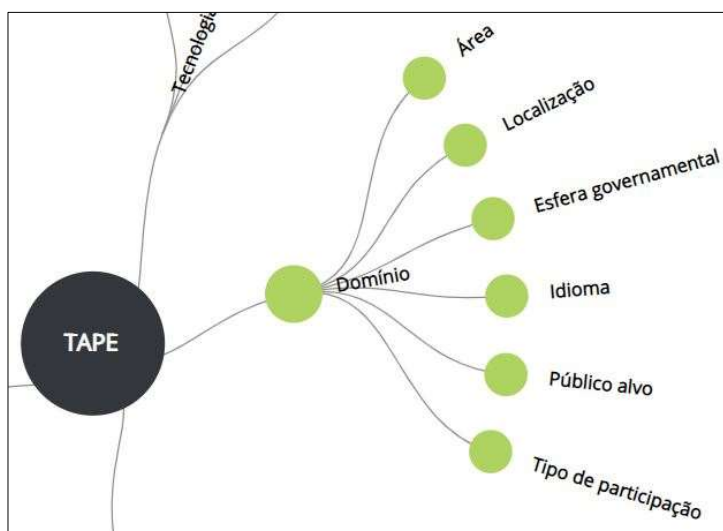 Tecnologia
Área
Localização
Esfera governamental
Domínio
Idioma
TAPE
Público alvo
Tipo de participação